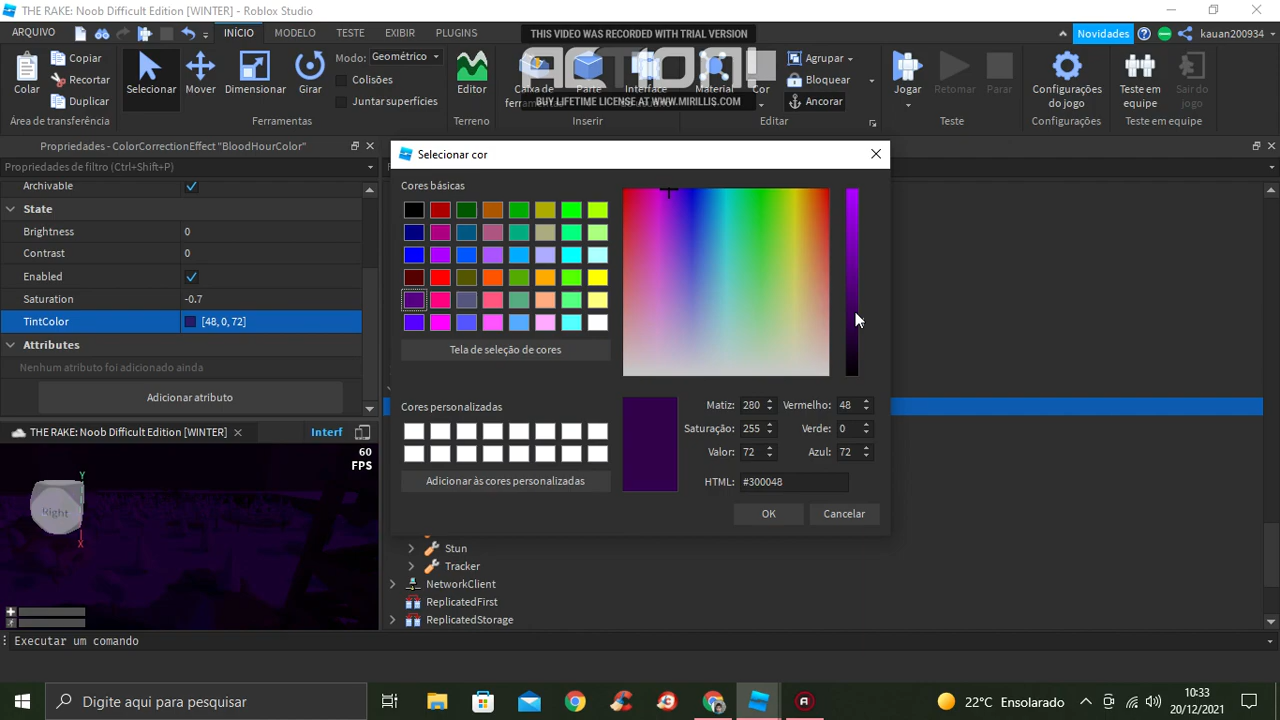 THE RAKE: Noob Difficult Edition [WINTER] - Roblox Studio
ARQUIVO
INÍCIO
MODELO
TESTE
EXIBIR
PLUGINS
THIS VIDEO WAS RECORDED WITH TRIAL VERSION
ACTION!
BUY LIFETIME LICENSE AT WWW.MIRILLIS.COM
Novidades
kauan200934
Colar
Copiar
Recortar
Duplicar
Área de transferência
Selecionar
Mover
Dimensionar
Girar
Modo: Geométrico
Colisões
Juntar superfícies
Ferramentas
Editor
Terreno
Caixa de
Parte
Interface
Inserir
Material
Cor
Agrupar
Bloquear
Ancorar
Editar
Jogar
Retomar
Parar
Teste
Configurações
do jogo
Configurações
Teste em
equipe
Sair do
jogo
Teste em equipe
Propriedades - ColorCorrectionEffect "BloodHourColor"
Propriedades de filtro (Ctrl+Shift+P)
Archivable
State
Brightness 0
Contrast 0
Enabled
Saturation -0.7
TintColor [48, 0, 72]
Attributes
Nenhum atributo foi adicionado ainda
Adicionar atributo
THE RAKE: Noob Difficult Edition [WINTER]
Interf
60
FPS
Y
Right
X
Selecionar cor
Cores básicas
Tela de seleção de cores
Cores personalizadas
Adicionar às cores personalizadas
Matiz: 280 Vermelho: 48
Saturação: 255 Verde: 0
Valor: 72 Azul: 72
HTML: #300048
OK
Cancelar
Stun
Tracker
NetworkClient
ReplicatedFirst
ReplicatedStorage
Executar um comando
Digite aqui para pesquisar
22°C Ensolarado
10:33
20/12/2021